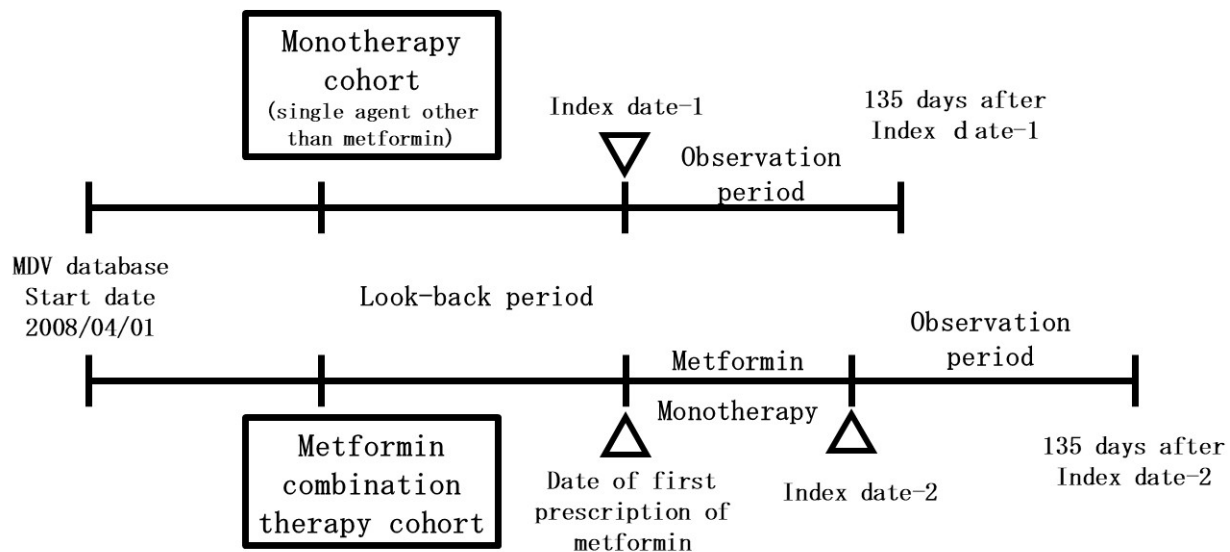 Monotherapy
cohort
(single agent other
than metformin)
Index date-1
135 days after
Index d ate-1
Observation
period
MDV database
Start date
2008/04/01
Look-back period
Observation
period
Metformin
Monotherapy
Metformin
combination
therapy cohort
Date of first
prescription of
metformin
Index date-2
135 days after
Index date-2